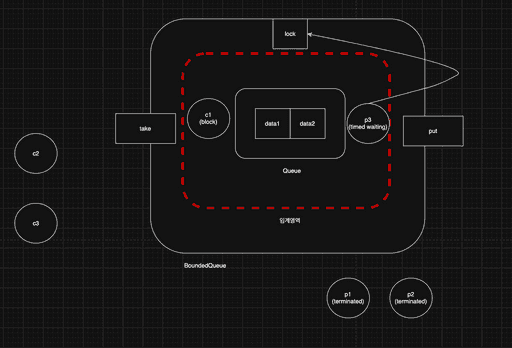 lock
c1
(block)
data1
data2
p3
(timed waiting)
take
put
c2
Queue
c3
임계영역
BoundedQueue
p1
(terminated)
p2
(terminated)